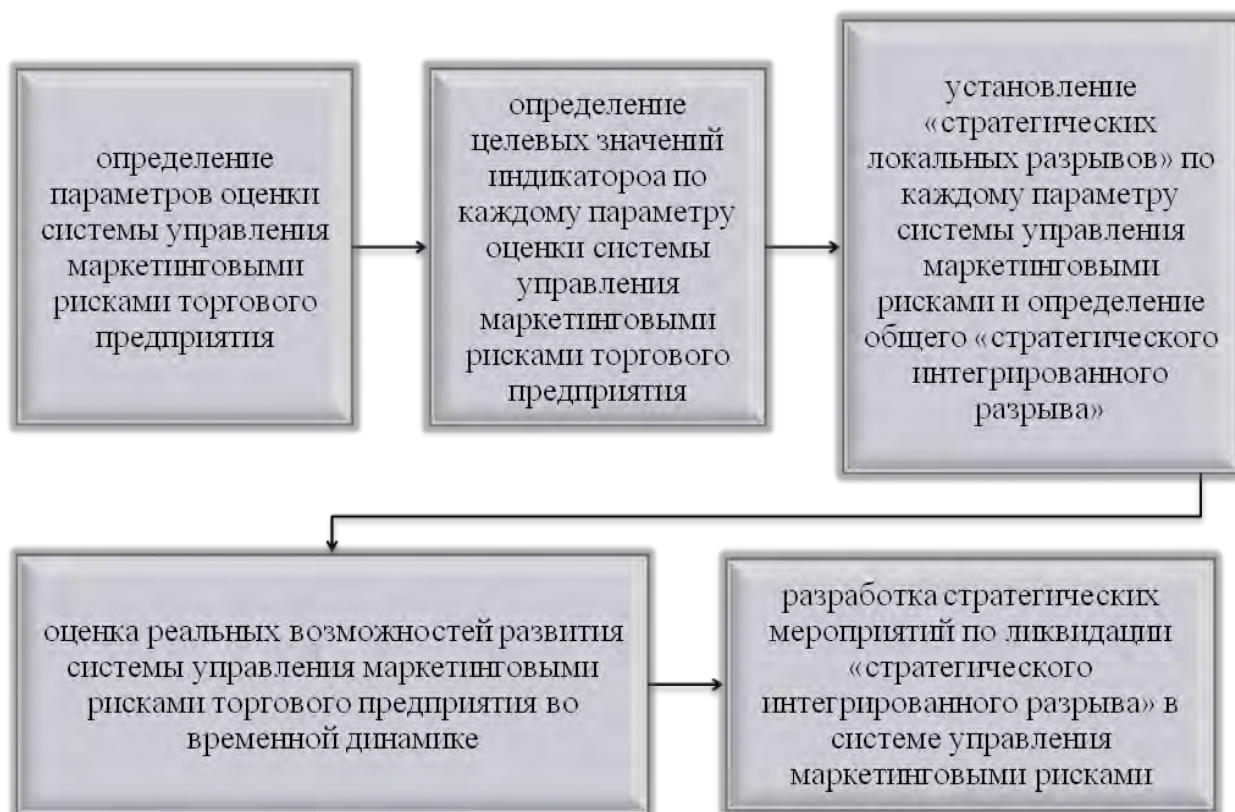 определение
параметров оценки
системы управления
маркетинговыми
рисками торгового
предприятия
определение
целевых значений
индикатороа по
каждому параметру
оценки системы
управления
маркетинговыми
рисками торгового
предприятия
установление
«стратегических
локальных разрывов» по
каждому параметру
системы управления
маркетинговыми
рисками и определение
общего «стратегического
интегрированного
разрыва»
оценка реальных возможностей развития
системы управления маркетинговыми
рисками торгового предприятия во
временной динамике
разработка стратегических
мероприятий по ликвидации
«стратегического
интегрированного разрыва» в
системе управления
маркетинговыми рисками